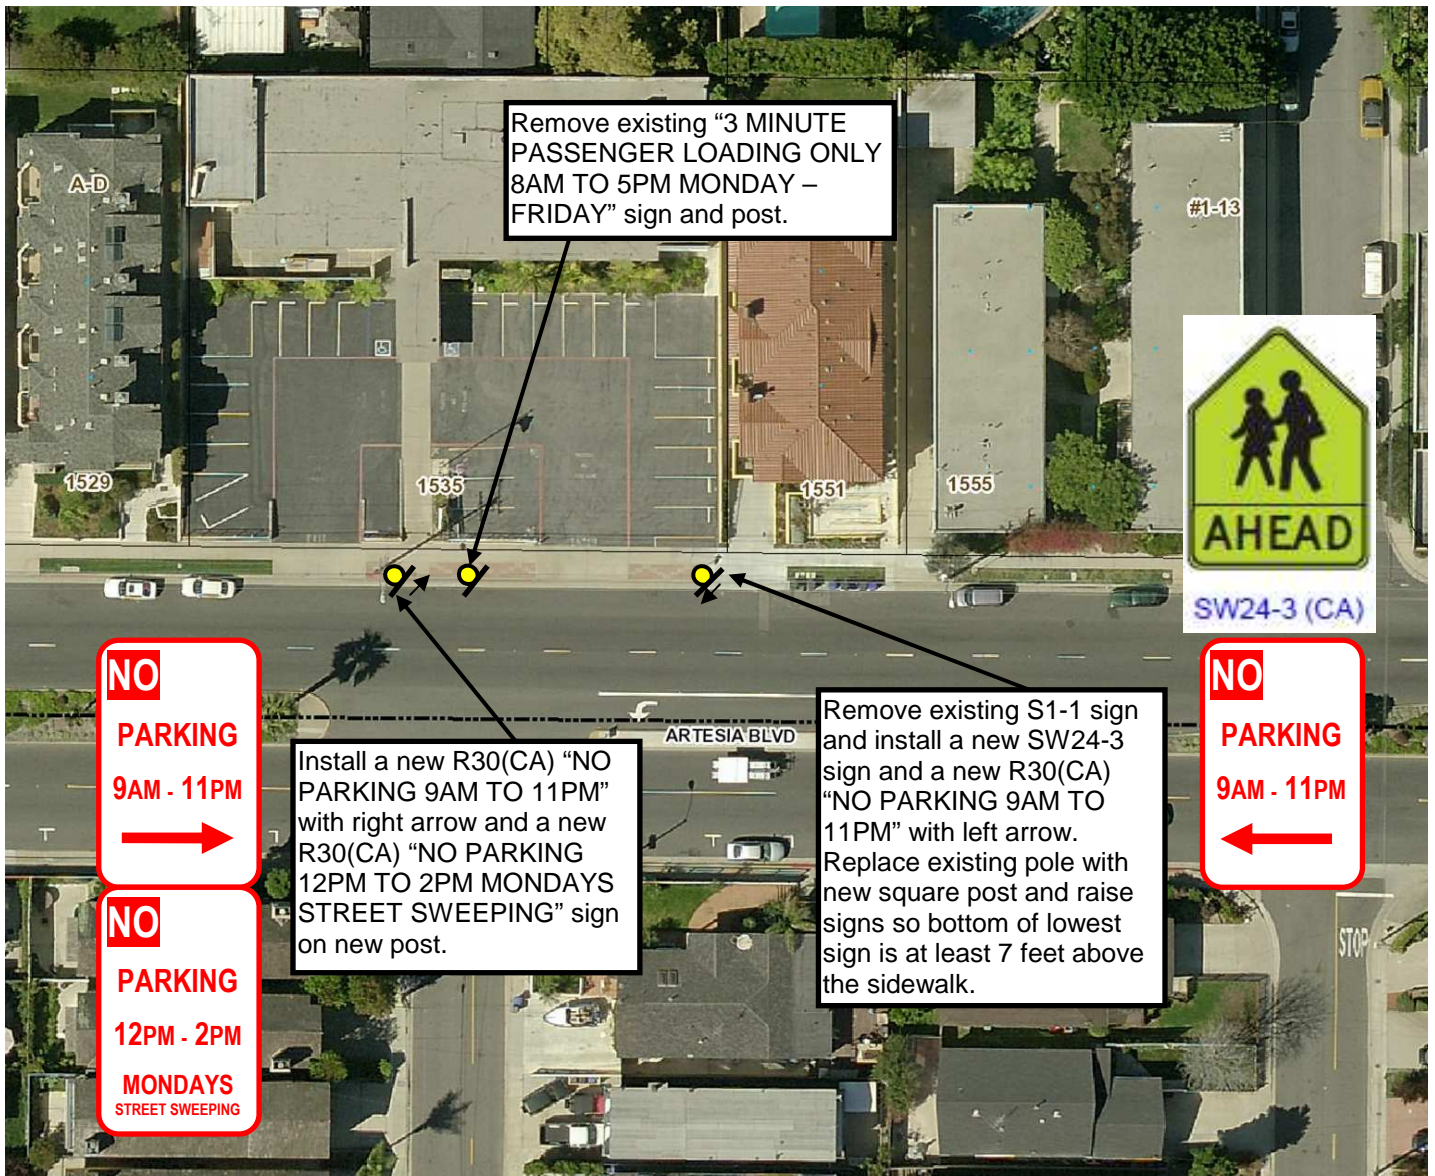 Remove existing “3 MINUTE
PASSENGER LOADING ONLY
8AM TO 5PM MONDAY –
FRIDAY” sign and post.
A-D
#1-13
1529
1535
1551
1555
AHEAD
SW24-3 (CA)
NO
PARKING
9AM - 11PM
NO
PARKING
12PM - 2PM
MONDAYS
STREET SWEEPING
Install a new R30(CA) “NO
PARKING 9AM TO 11PM”
with right arrow and a new
R30(CA) “NO PARKING
12PM TO 2PM MONDAYS
STREET SWEEPING” sign
on new post.
ARTESIA BLVD
Remove existing S1-1 sign
and install a new SW24-3
sign and a new R30(CA)
“NO PARKING 9AM TO
11PM” with left arrow.
Replace existing pole with
new square post and raise
signs so bottom of lowest
sign is at least 7 feet above
the sidewalk.
NO
PARKING
9AM - 11PM
STOP